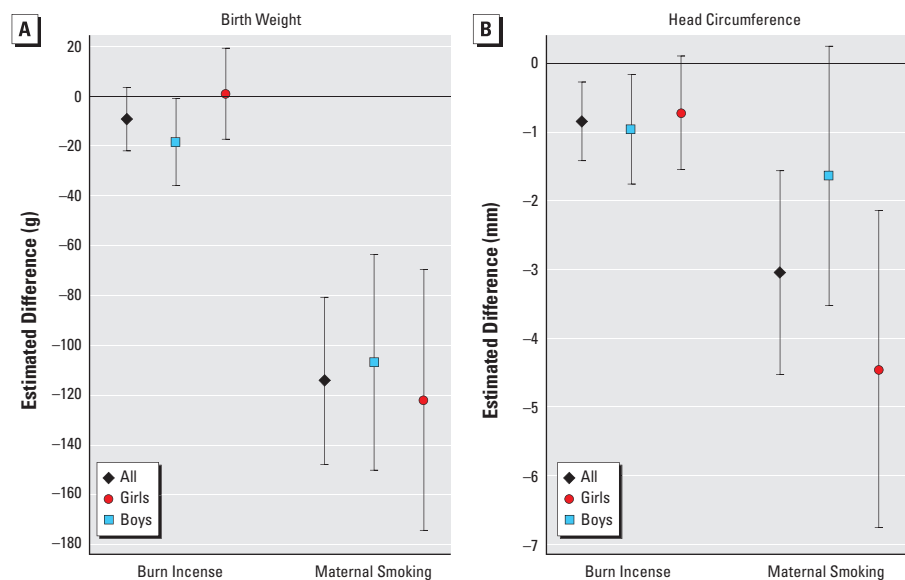 A
Birth Weight
20
0
–20
–40
–60
–80
–100
–120
–140
–160
–180
Estimated Difference (g)
All
Girls
Boys
Burn Incense
Maternal Smoking
B
Head Circumference
0
–1
–2
–3
–4
–5
–6
–7
Estimated Difference (mm)
All
Girls
Boys
Burn Incense
Maternal Smoking